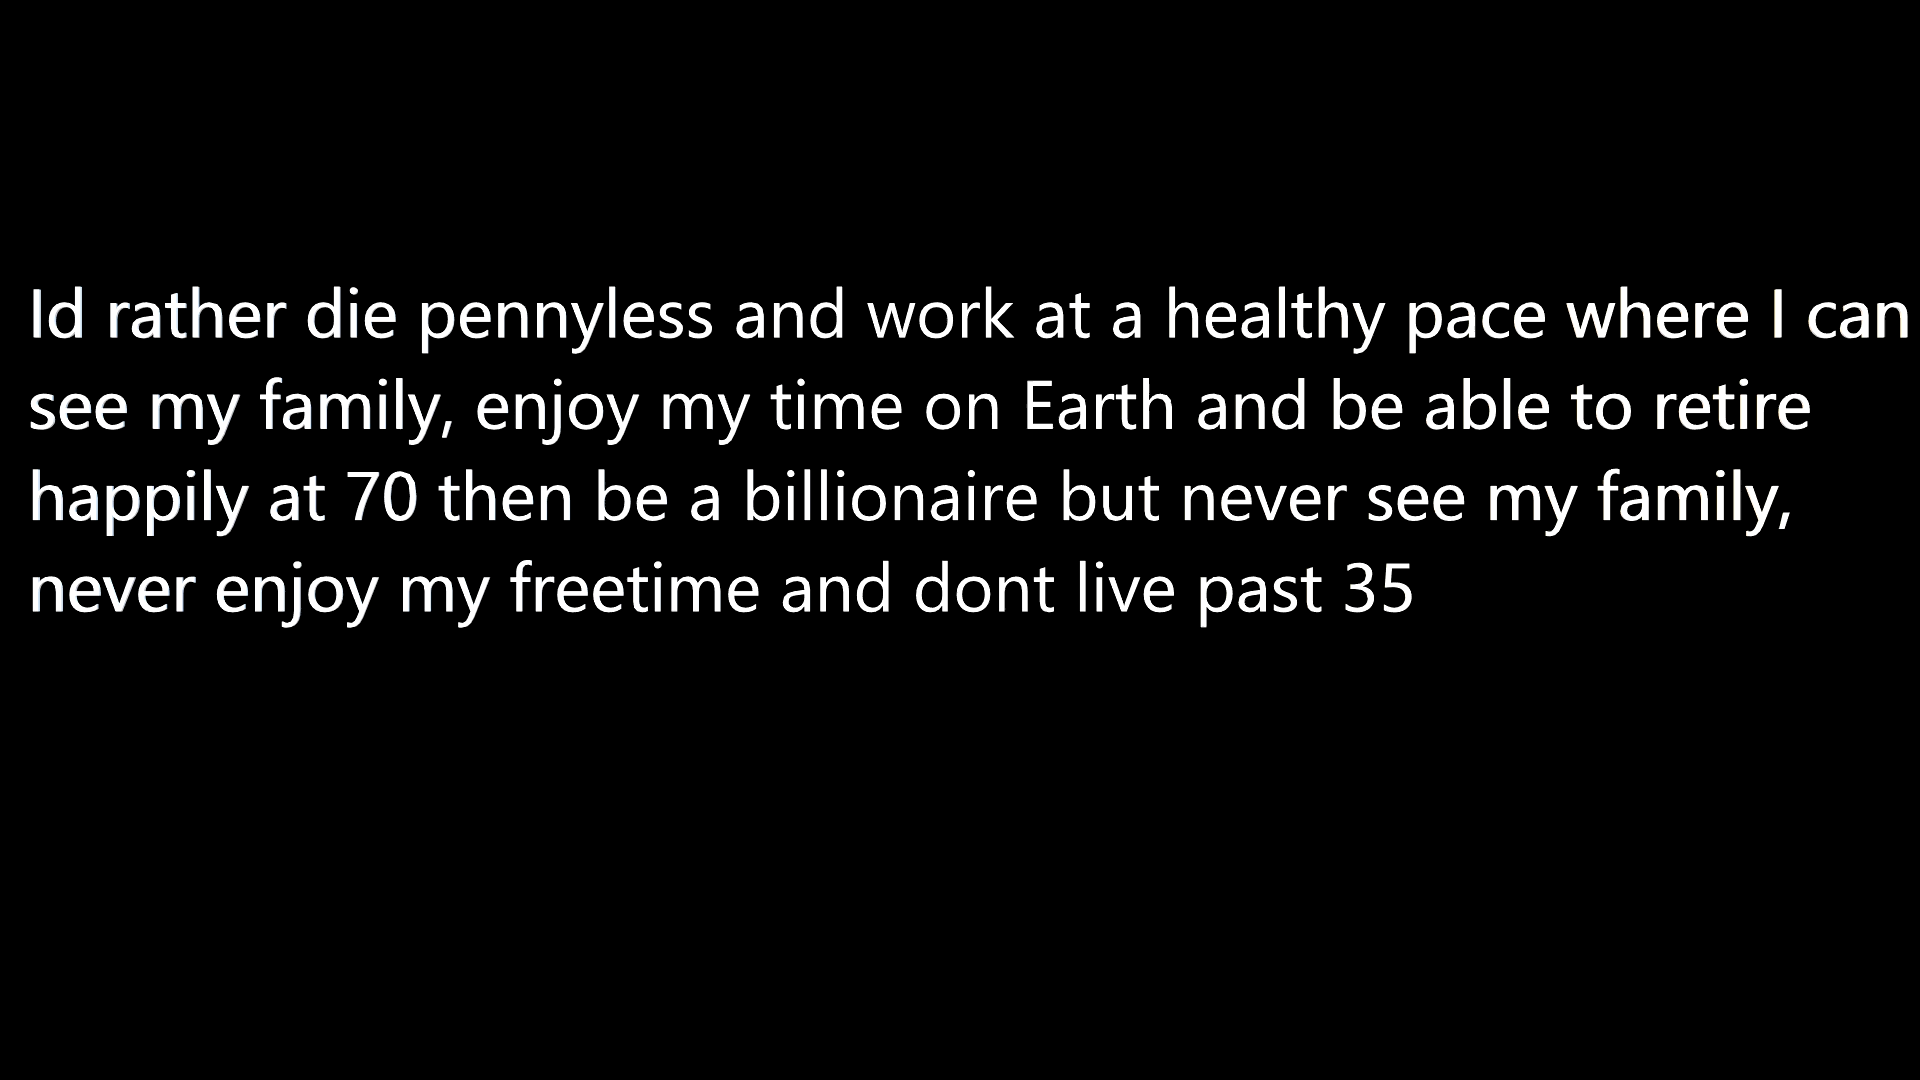 Id rather die pennyless and work at a healthy pace where I can
see my family, enjoy my time on Earth and be able to retire
happily at 70 then be a billionaire but never see my family,
never enjoy my freetime and dont live past 35